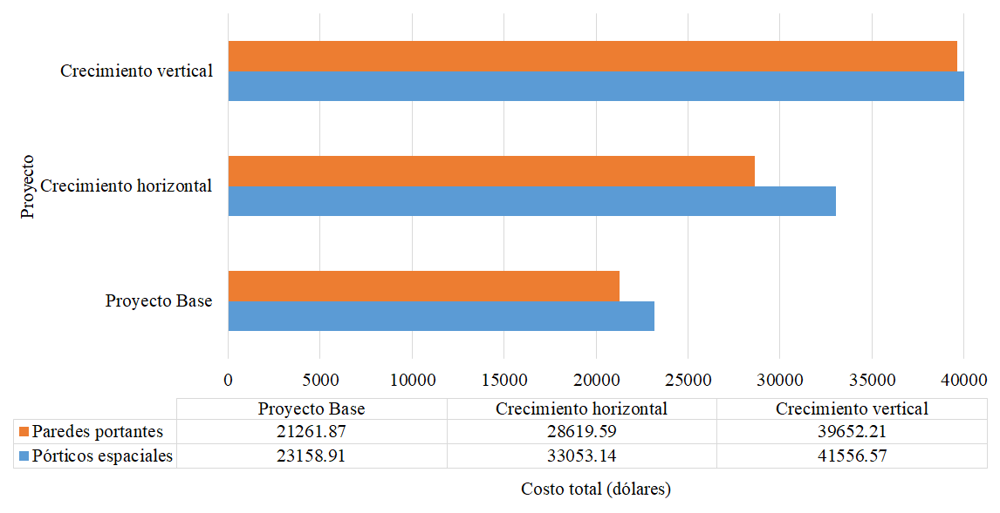 Crecimiento vertical
Crecimiento horizontal
Proyecto Base
Proyecto
0 5000 10000 15000 20000 25000 30000 35000 40000
Proyecto Base Crecimiento horizontal Crecimiento vertical
Paredes portantes 21261.87 28619.59 39652.21
Pórticos espaciales 23158.91 33053.14 41556.57
Costo total (dólares)